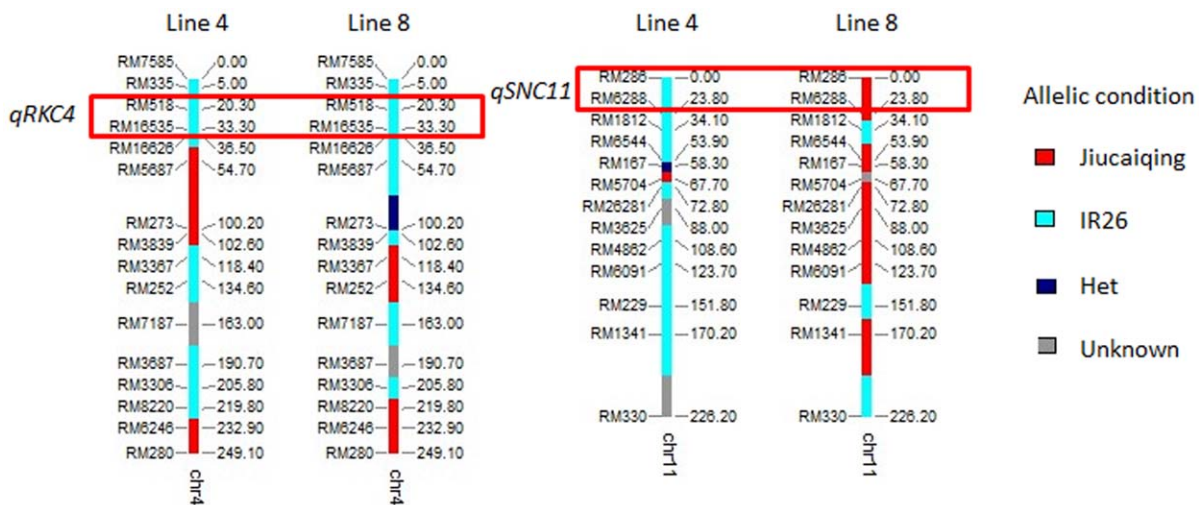 Line 4
Line 8
Line 4
Line 8
qRKC4
RM7585 0.00
RM335 5.00
RM518 20.30
RM16535 33.30
RM16626 36.50
RM5687 54.70
RM273 100.20
RM3839 102.60
RM3367 118.40
RM252 134.60
RM7187 163.00
RM3687 190.70
RM3306 205.80
RM8220 219.80
RM6246 232.90
RM280 249.10
chr4
RM7585 0.00
RM335 5.00
RM518 20.30
RM16535 33.30
RM16626 36.50
RM5687 54.70
RM273 100.20
RM3839 102.60
RM3367 118.40
RM252 134.60
RM7187 163.00
RM3687 190.70
RM3306 205.80
RM8220 219.80
RM6246 232.90
RM280 249.10
chr4
qSNC11
RM286 0.00
RM6288 23.80
RM1812 34.10
RM6544 53.90
RM167 58.30
RM5704 67.70
RM26281 72.80
RM3625 88.00
RM4862 108.60
RM6091 123.70
RM229 151.80
RM1341 170.20
RM330 226.20
chr11
RM286 0.00
RM6288 23.80
RM1812 34.10
RM6544 53.90
RM167 58.30
RM5704 67.70
RM26281 72.80
RM3625 88.00
RM4862 108.60
RM6091 123.70
RM229 151.80
RM1341 170.20
RM330 226.20
chr11
Allelic condition
Jiucaiqing
IR26
Het
Unknown